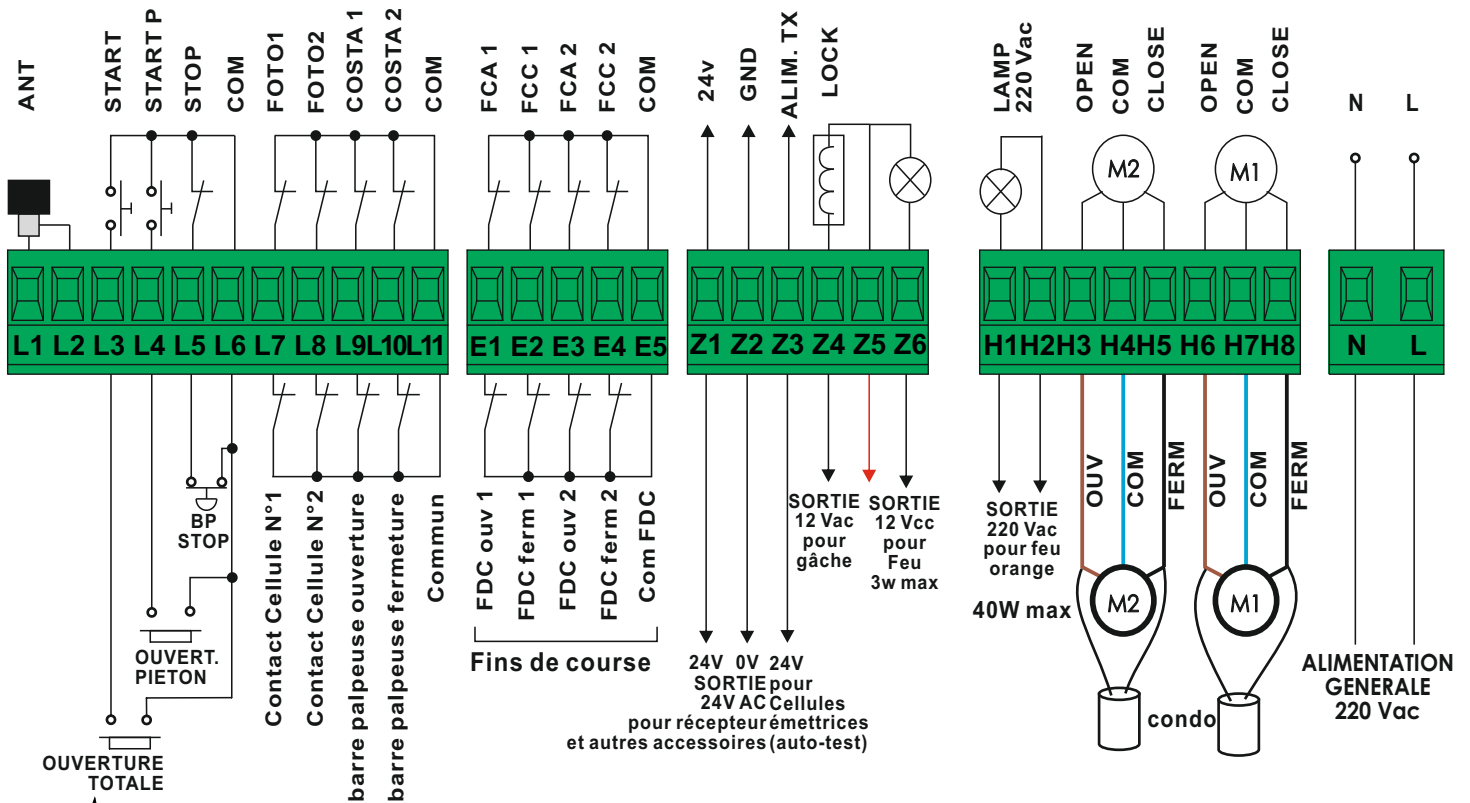 ANT
START
START P
STOP
COM
FOTO1
FOTO2
COSTA 1
COSTA 2
COM
FCA 1
FCC 1
FCA 2
FCC 2
COM
24v
GND
ALIM. TX
LOCK
LAMP
220 Vac
OPEN
COM
CLOSE
OPEN
COM
CLOSE
N
L
M2
M1
L1 L2 L3 L4 L5 L6 L7 L8 L9 L10 L11
E1 E2 E3 E4 E5
Z1 Z2 Z3 Z4 Z5 Z6
H1 H2 H3 H4 H5 H6 H7 H8
N L
BP
STOP
OUVERT.
PIETON
OUVERTURE
TOTALE
Contact Cellule N°1
Contact Cellule N°2
barre palpeuse ouverture
barre palpeuse fermeture
Commun
FDC ouv 1
FDC ferm 1
FDC ouv 2
FDC ferm 2
Com FDC
Fins de course
24V 0V 24V
SORTIE pour
24V AC Cellules
pour récepteur émettrices
et autres accessoires (auto-test)
SORTIE
12 Vac
pour
gâche
SORTIE
12 Vcc
pour
Feu
3w max
SORTIE
220 Vac
pour feu
orange
OUV
COM
FERM
OUV
COM
FERM
40W max
M2
M1
condo
ALIMENTATION
GENERALE
220 Vac